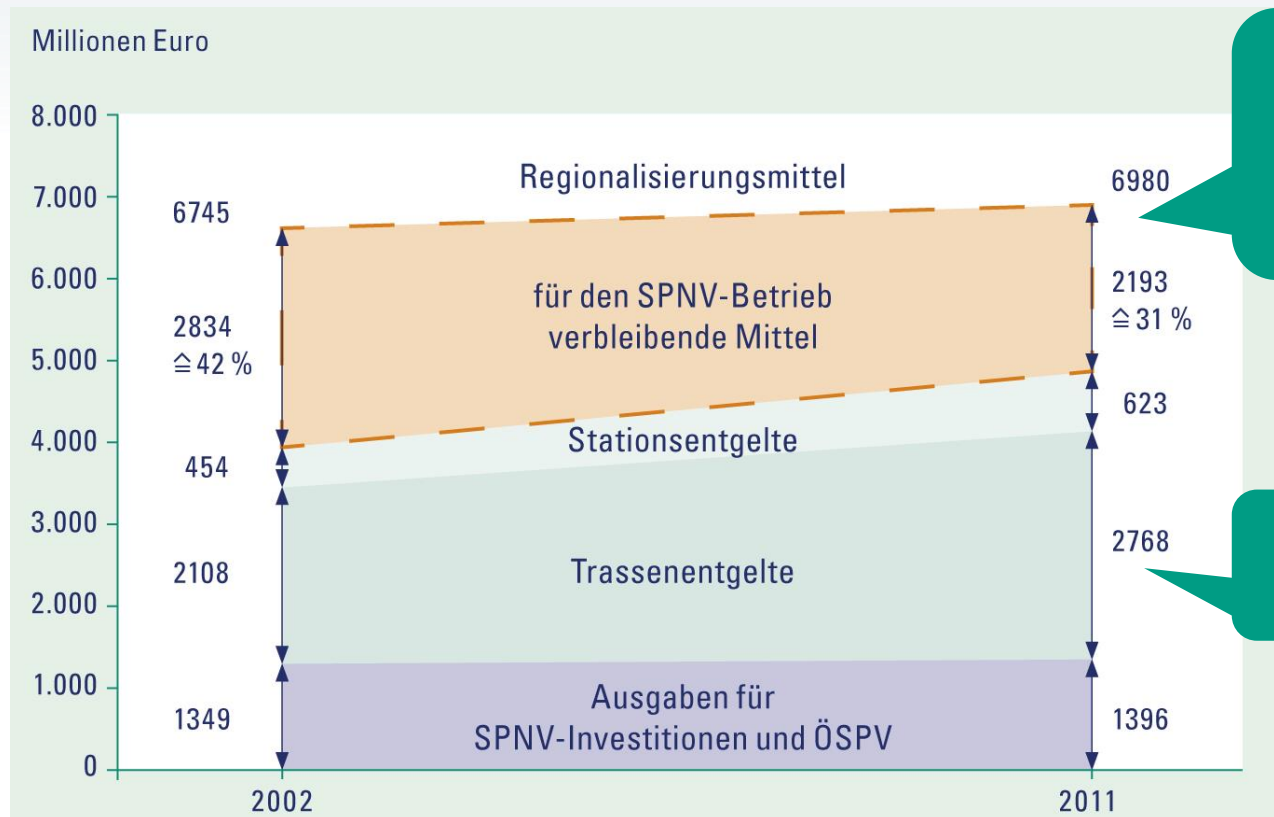 Millionen Euro
8.000
7.000
6.000
5.000
4.000
3.000
2.000
1.000
0
6745
2834
≙ 42 %
454
2108
1349
Regionalisierungsmittel
für den SPNV-Betrieb
verbleibende Mittel
Stationsentgelte
Trassenentgelte
Ausgaben für
SPNV-Investitionen und ÖSPV
6980
2193
≙ 31 %
623
2768
1396
2002
2011